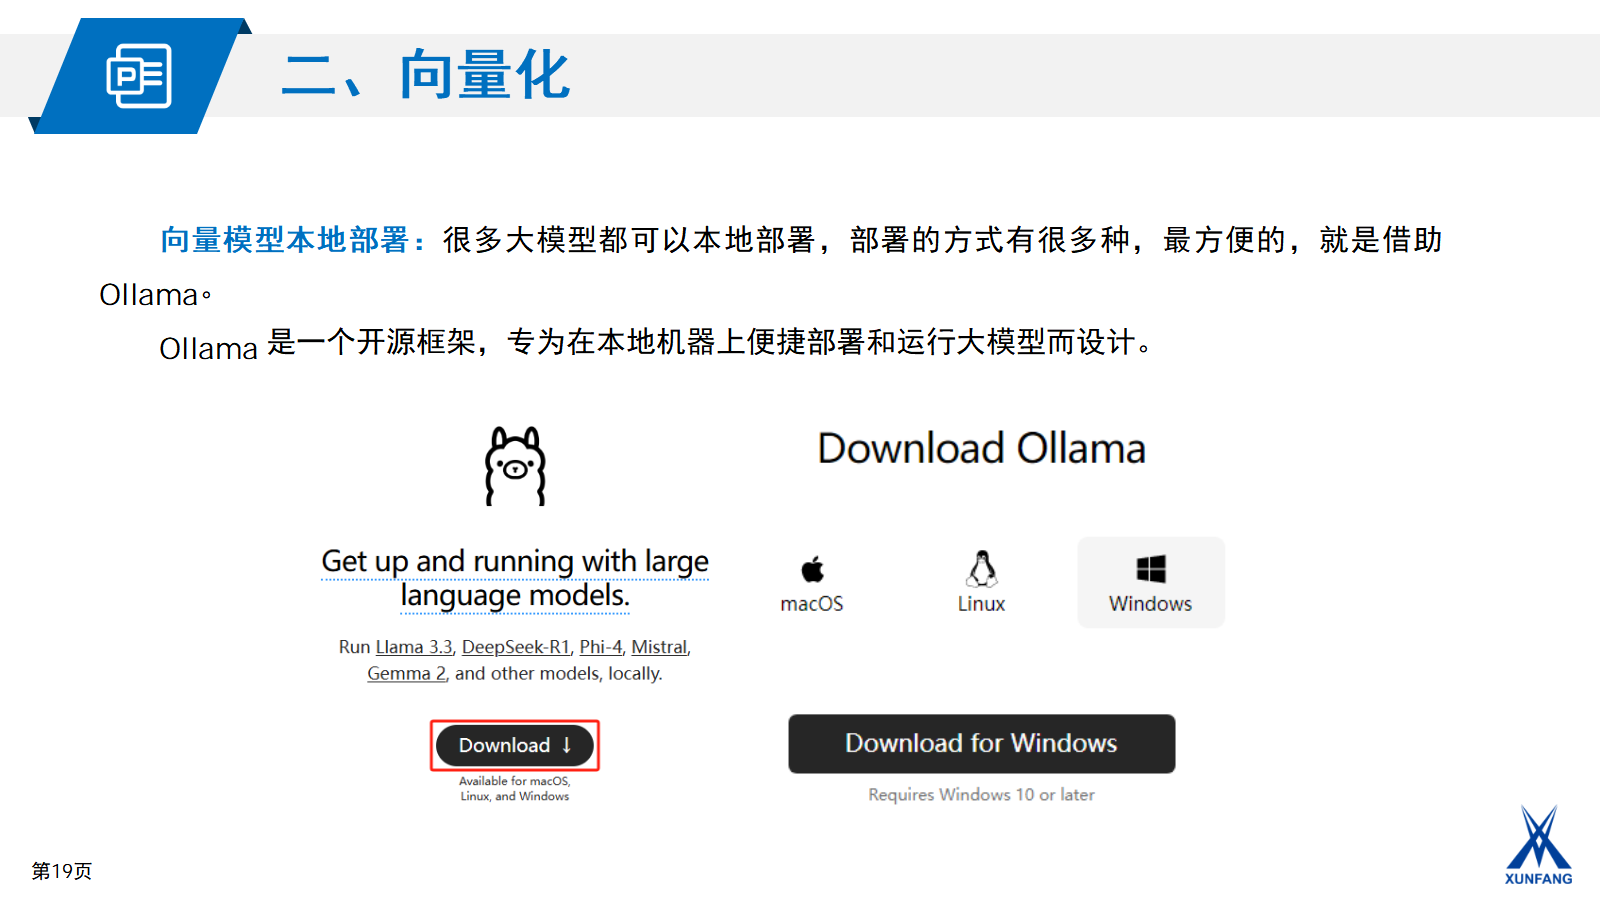 二、向量化
向量模型本地部署：很多大模型都可以本地部署，部署的方式有很多种，最方便的，就是借助
Ollama。
Ollama 是一个开源框架，专为在本地机器上便捷部署和运行大模型而设计。
Get up and running with large
language models.
Run Llama 3.3, DeepSeek-R1, Phi-4, Mistral,
Gemma 2, and other models, locally.
Download ↓
Available for macOS,
Linux, and Windows
Download Ollama
macOS
Linux
Windows
Download for Windows
Requires Windows 10 or later
第19页
XUNFANG